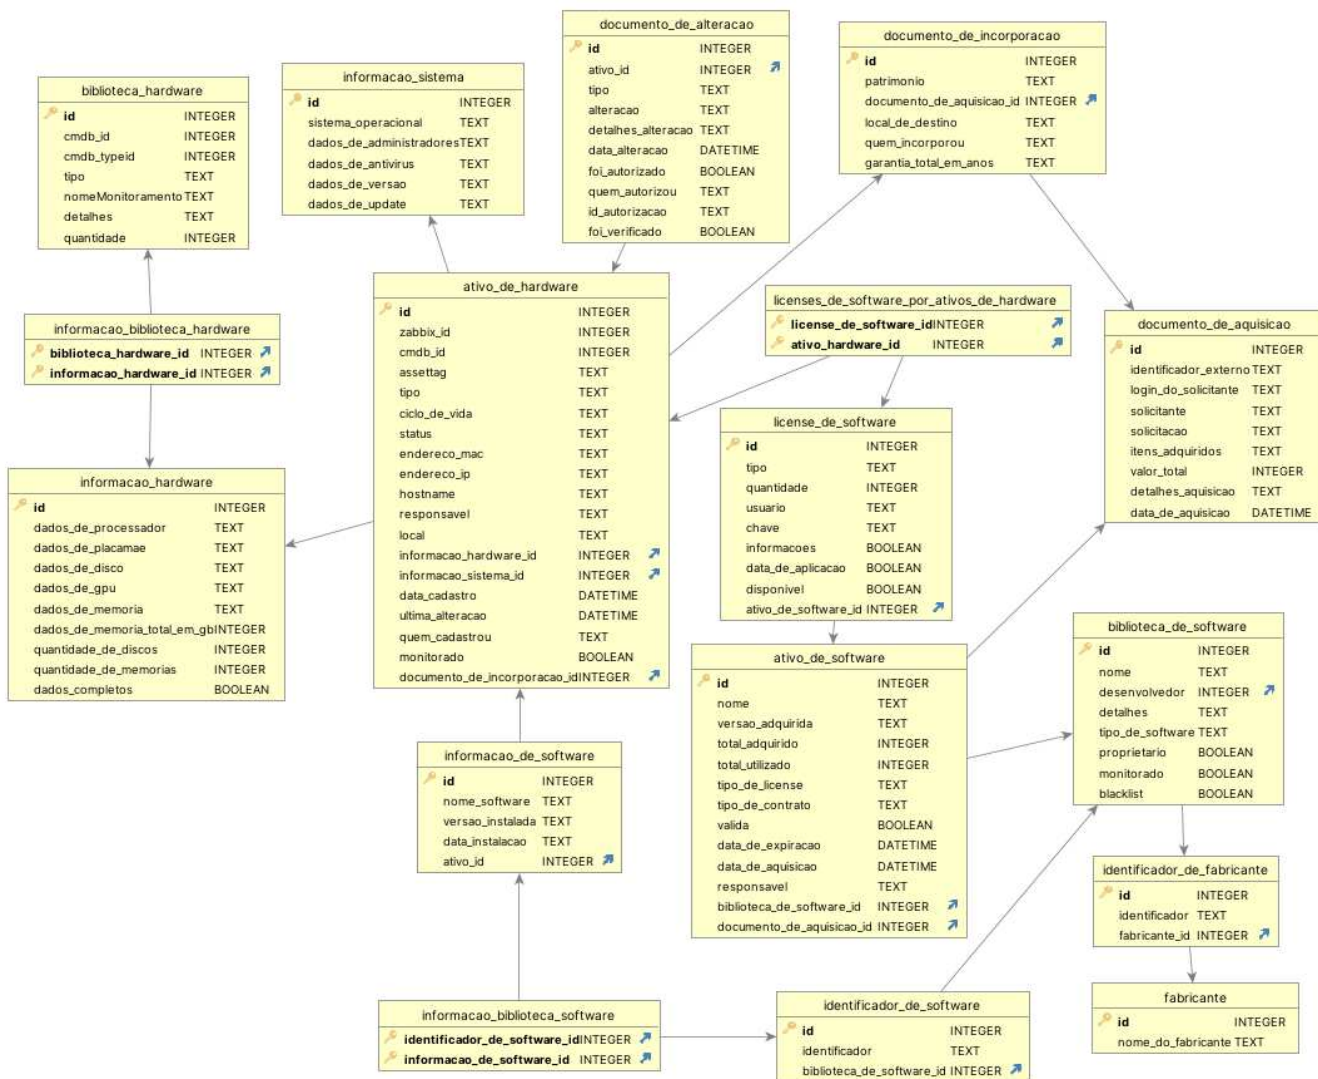 biblioteca_hardware
id INTEGER
cmdb_id INTEGER
cmdb_typeid INTEGER
tipo TEXT
nomeMonitoramento TEXT
detalhes TEXT
quantidade INTEGER
informacao_sistema
id INTEGER
sistema_operacional TEXT
dados_de_administradores TEXT
dados_de_antivirus TEXT
dados_de_versao TEXT
dados_de_update TEXT
documento_de_alteracao
id INTEGER
ativo_id INTEGER
tipo TEXT
alteracao TEXT
detalhes_alteracao TEXT
data_alteracao DATETIME
foi_autorizado BOOLEAN
quem_autorizou TEXT
id_autorizacao TEXT
foi_verificado BOOLEAN
documento_de_incorporacao
id INTEGER
patrimonio TEXT
documento_de_aquisicao_id INTEGER
local_de_destino TEXT
quem_incorporou TEXT
garantia_total_em_anos TEXT
informacao_biblioteca_hardware
biblioteca_hardware_id INTEGER
informacao_hardware_id INTEGER
ativo_de_hardware
id INTEGER
zabbix_id INTEGER
cmdb_id INTEGER
assettag TEXT
tipo TEXT
ciclo_de_vida TEXT
status TEXT
endereco_mac TEXT
endereco_ip TEXT
hostname TEXT
responsavel TEXT
local TEXT
informacao_hardware_id INTEGER
informacao_sistema_id INTEGER
data_cadastro DATETIME
ultima_alteracao DATETIME
quem_cadastrou TEXT
monitorado BOOLEAN
documento_de_incorporacao_id INTEGER
licenses_de_software_por_ativos_de_hardware
license_de_software_id INTEGER
ativo_hardware_id INTEGER
documento_de_aquisicao
id INTEGER
identificador_externo TEXT
login_do_solicitante TEXT
solicitante TEXT
solicitacao TEXT
itens_adquiridos TEXT
valor_total INTEGER
detalhes_aquisicao TEXT
data_de_aquisicao DATETIME
informacao_hardware
id INTEGER
dados_de_processador TEXT
dados_de_placamae TEXT
dados_de_disco TEXT
dados_de_gpu TEXT
dados_de_memoria TEXT
dados_de_memoria_total_em_gb INTEGER
quantidade_de_discos INTEGER
quantidade_de_memorias INTEGER
dados_completos BOOLEAN
license_de_software
id INTEGER
tipo TEXT
quantidade INTEGER
usuario TEXT
chave TEXT
informacoes BOOLEAN
data_de_aplicacao BOOLEAN
disponivel BOOLEAN
ativo_de_software_id INTEGER
ativo_de_software
id INTEGER
nome TEXT
versao_adquirida TEXT
total_adquirido INTEGER
total_utilizado INTEGER
tipo_de_license TEXT
tipo_de_contrato TEXT
valida BOOLEAN
data_de_expiracao DATETIME
data_de_aquisicao DATETIME
responsavel TEXT
biblioteca_de_software_id INTEGER
documento_de_aquisicao_id INTEGER
biblioteca_de_software
id INTEGER
nome TEXT
desenvolvedor INTEGER
detalhes TEXT
tipo_de_software TEXT
proprietario BOOLEAN
monitorado BOOLEAN
blacklist BOOLEAN
informacao_de_software
id INTEGER
nome_software TEXT
versao_instalada TEXT
data_instalacao TEXT
ativo_id INTEGER
identificador_de_fabricante
id INTEGER
identificador TEXT
fabricante_id INTEGER
fabricante
id INTEGER
nome_do_fabricante TEXT
informacao_biblioteca_software
identificador_de_software_id INTEGER
informacao_de_software_id INTEGER
identificador_de_software
id INTEGER
identificador TEXT
biblioteca_de_software_id INTEGER